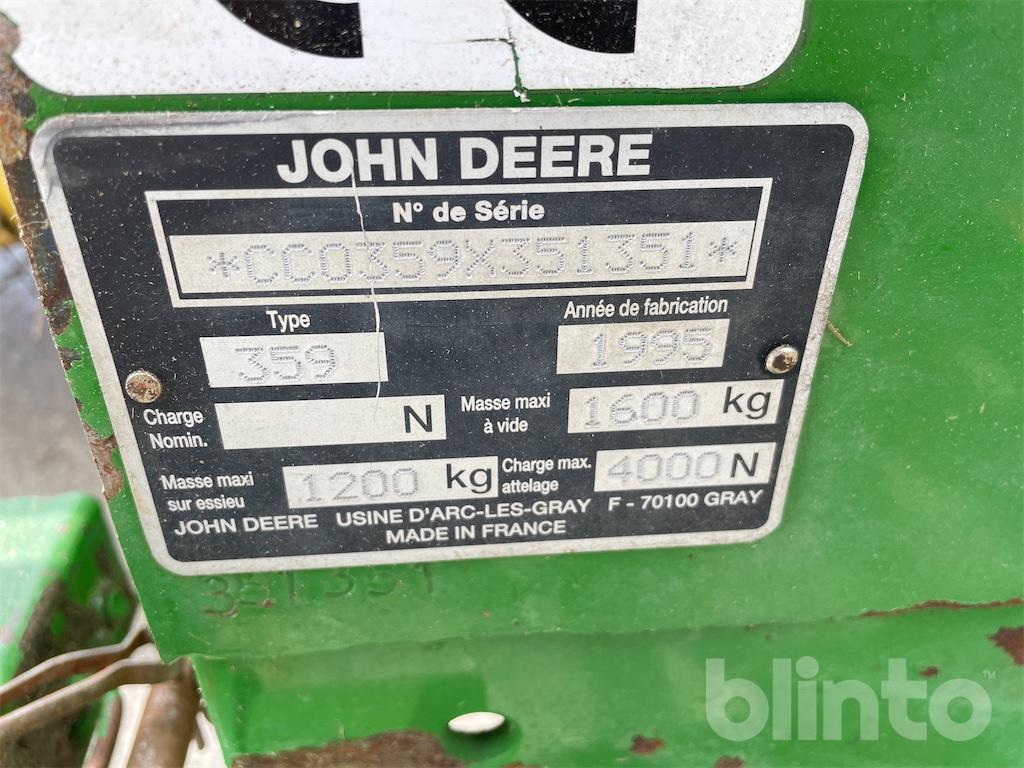 JOHN DEERE
N° de Série
*CC0359X351351*
Type
Année de fabrication
359
1995
Charge Nomin.
N
Masse maxi à vide
1600 kg
Masse maxi sur essieu
1200 kg
Charge max. attelage
4000 N
JOHN DEERE USINE D'ARC-LES-GRAY F - 70100 GRAY
MADE IN FRANCE
351351
blinto™